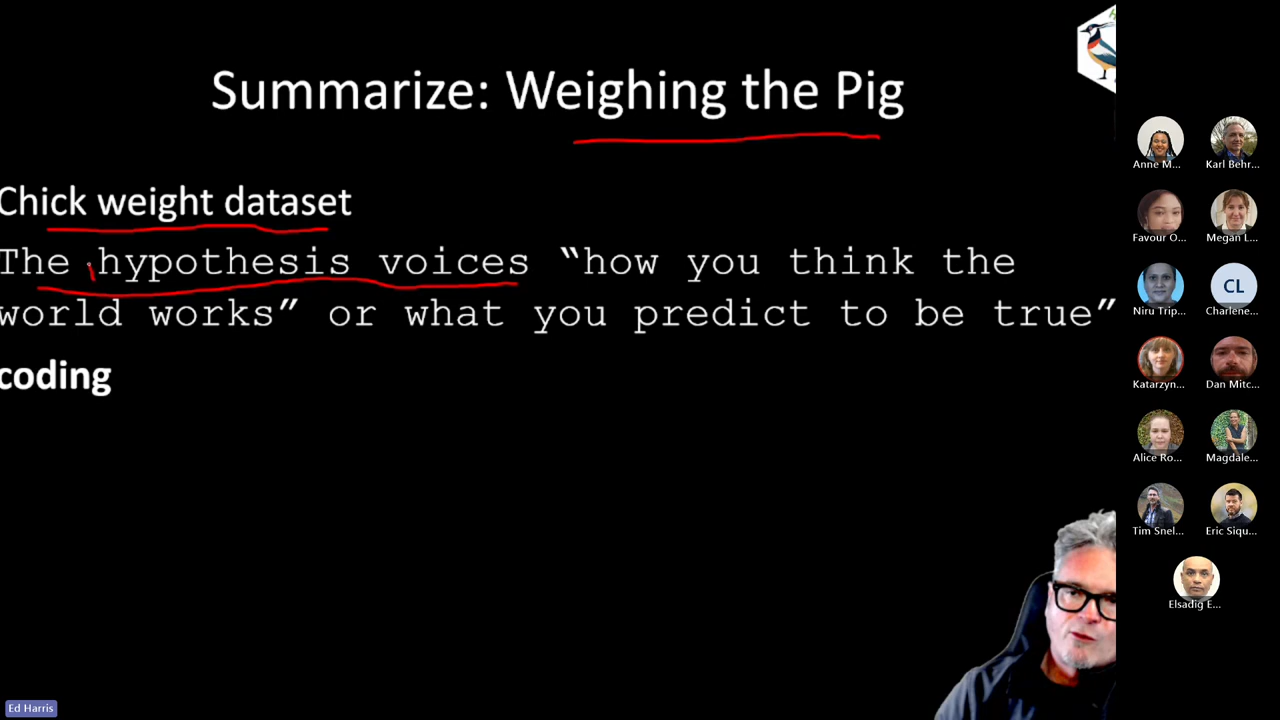 Summarize: Weighing the Pig
Chick weight dataset
The hypothesis voices “how you think the
world works” or what you predict to be true”
coding
Anne M...
Karl Behr...
Favour O...
Megan L...
Niru Trip...
CL
Charlene...
Katarzyn...
Dan Mitc...
Alice Ro...
Magdale...
Tim Snel...
Eric Siqu...
Elsadig E...
Ed Harris